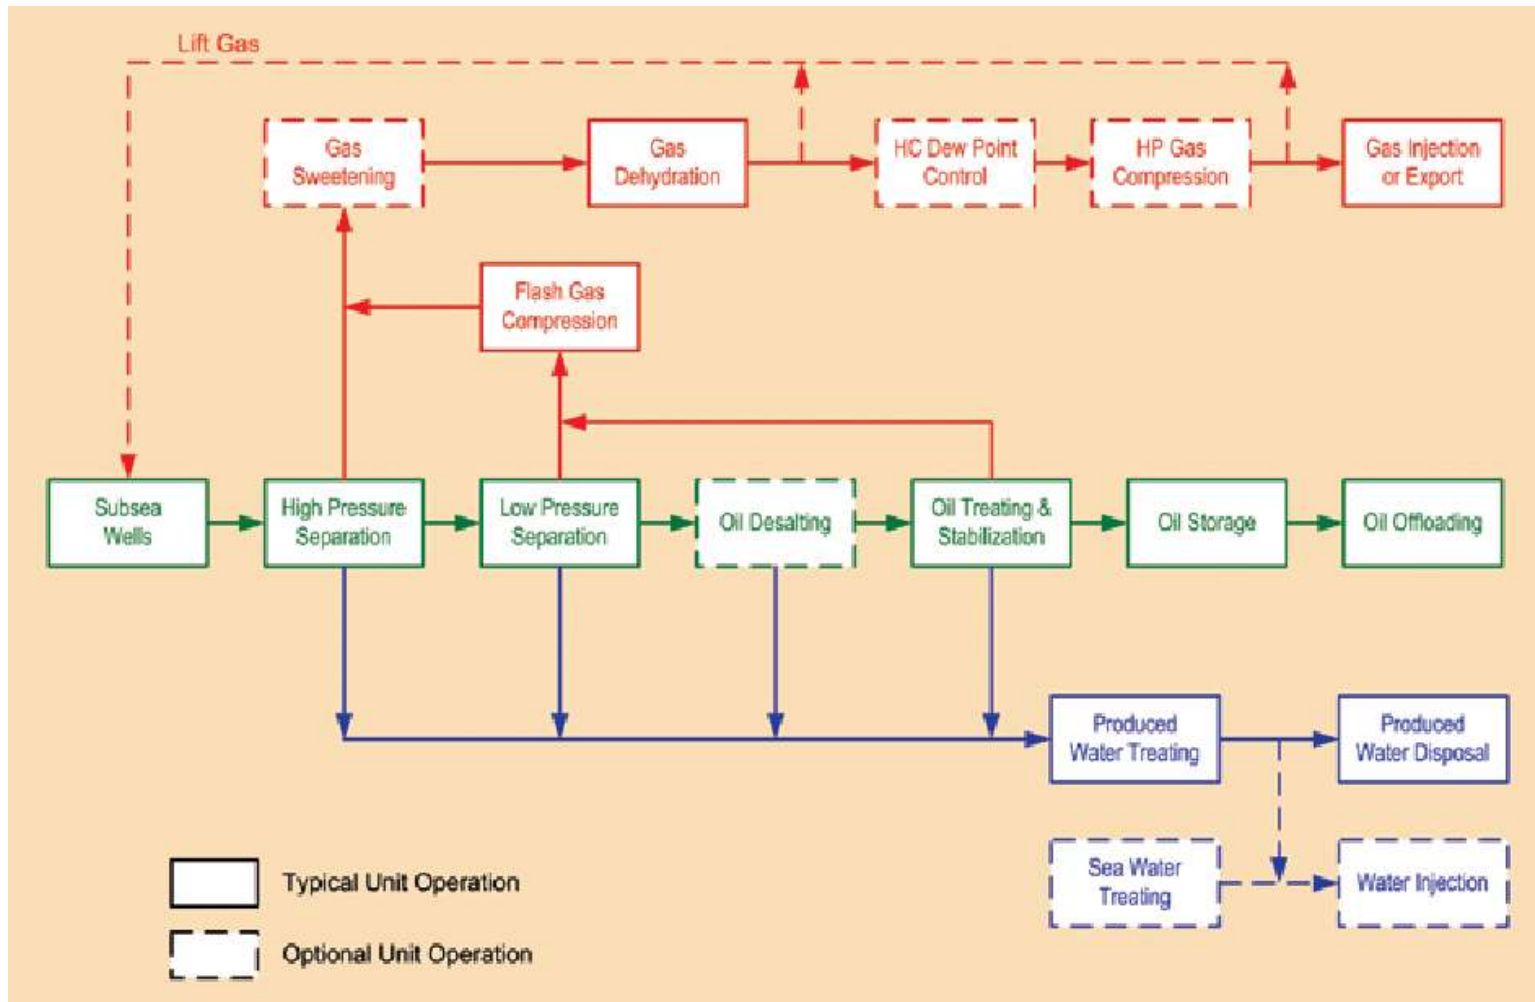 Lift Gas
Gas
Sweetening
Gas
Dehydration
HC Dew Point
Control
HP Gas
Compression
Gas Injection
or Export
Flash Gas
Compression
Subsea
Wells
High Pressure
Separation
Low Pressure
Separation
Oil Desalting
Oil Treating &
Stabilization
Oil Storage
Oil Offloading
Produced
Water Treating
Produced
Water Disposal
Sea Water
Treating
Water Injection
Typical Unit Operation
Optional Unit Operation